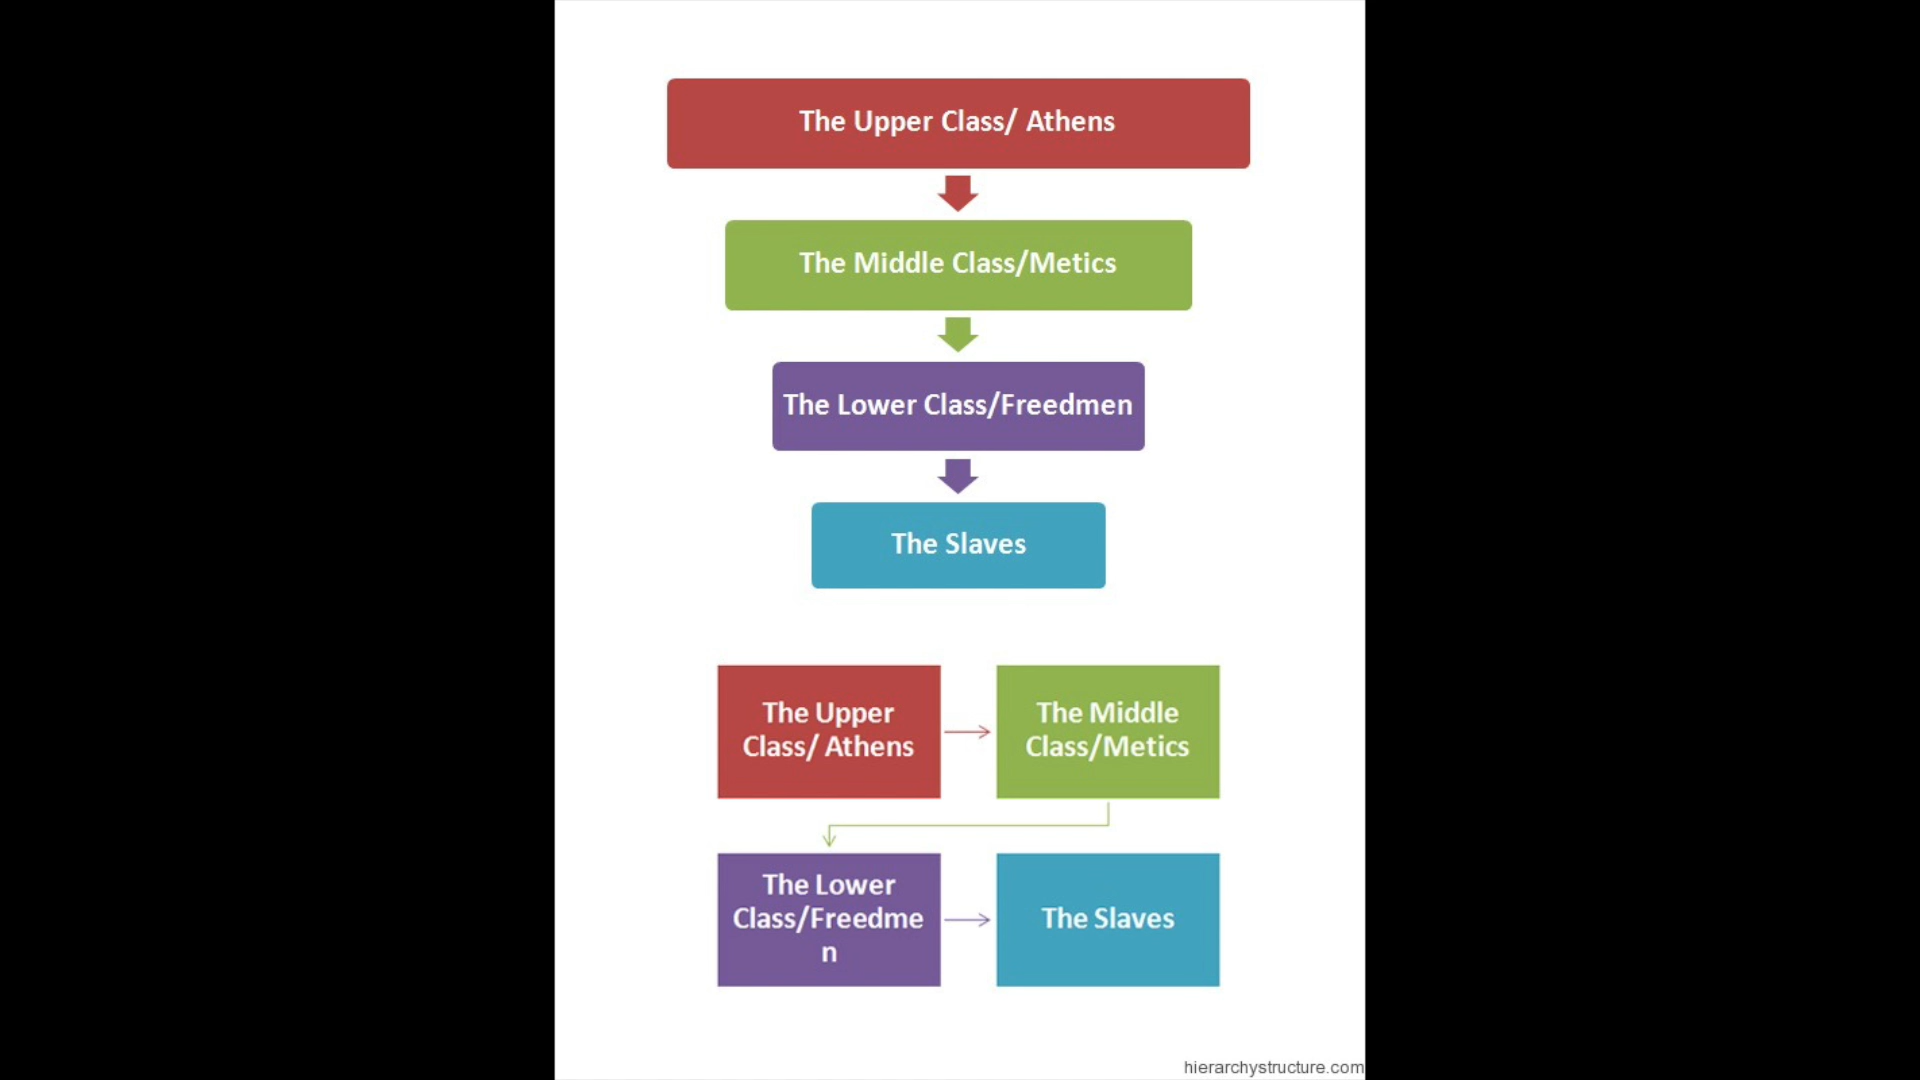 The Upper Class/ Athens
The Middle Class/Metics
The Lower Class/Freedmen
The Slaves
The Upper
Class/ Athens
The Middle
Class/Metics
The Lower
Class/Freedme
n
The Slaves
hierarchystructure.com